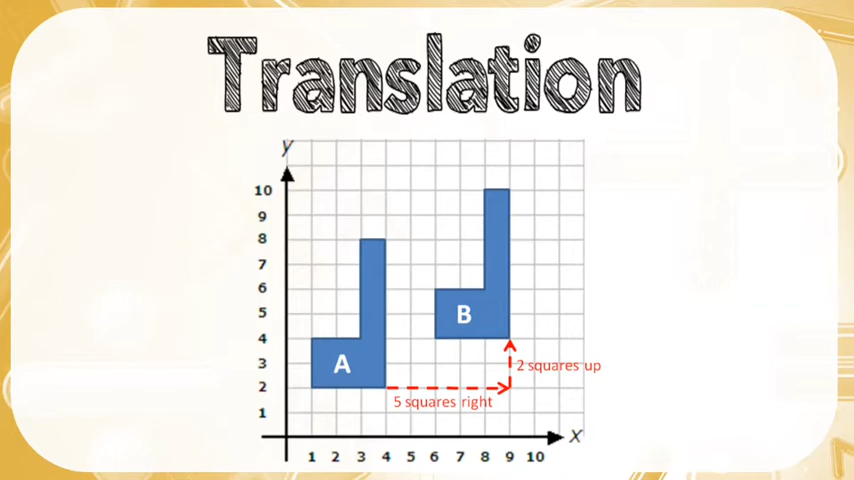 Translation
y
10
9
8
7
6
5
4
3
2
1
A
B
2 squares up
5 squares right
X
1 2 3 4 5 6 7 8 9 10